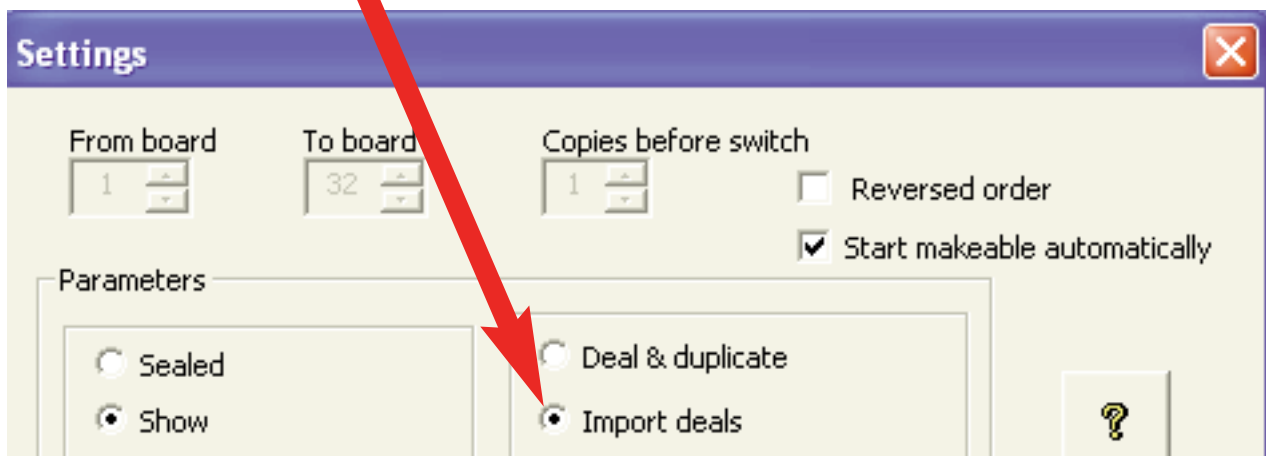 Settings
From board To board Copies before switch
1 32 1 Reversed order
Start makeable automatically
Parameters
Sealed Deal & duplicate
Show Import deals ?